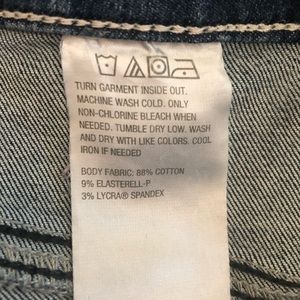 TURN GARMENT INSIDE OUT.
MACHINE WASH COLD. ONLY
NON-CHLORINE BLEACH WHEN
NEEDED. TUMBLE DRY LOW. WASH
AND DRY WITH LIKE COLORS. COOL
IRON IF NEEDED
BODY FABRIC: 88% COTTON
9% ELASTERELL-P
3% LYCRA® SPANDEX